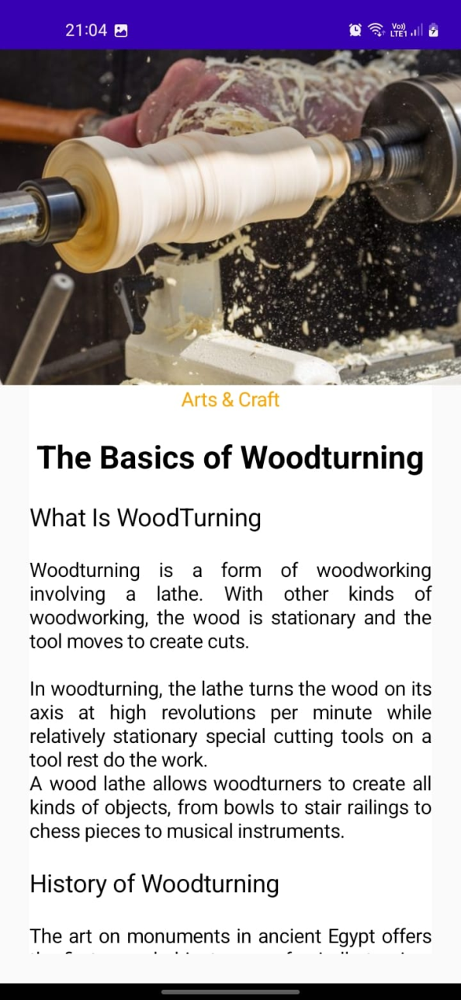 21:04
Vo))
LTE1
Arts & Craft
The Basics of Woodturning
What Is WoodTurning
Woodturning is a form of woodworking
involving a lathe. With other kinds of
woodworking, the wood is stationary and the
tool moves to create cuts.
In woodturning, the lathe turns the wood on its
axis at high revolutions per minute while
relatively stationary special cutting tools on a
tool rest do the work.
A wood lathe allows woodturners to create all
kinds of objects, from bowls to stair railings to
chess pieces to musical instruments.
History of Woodturning
The art on monuments in ancient Egypt offers